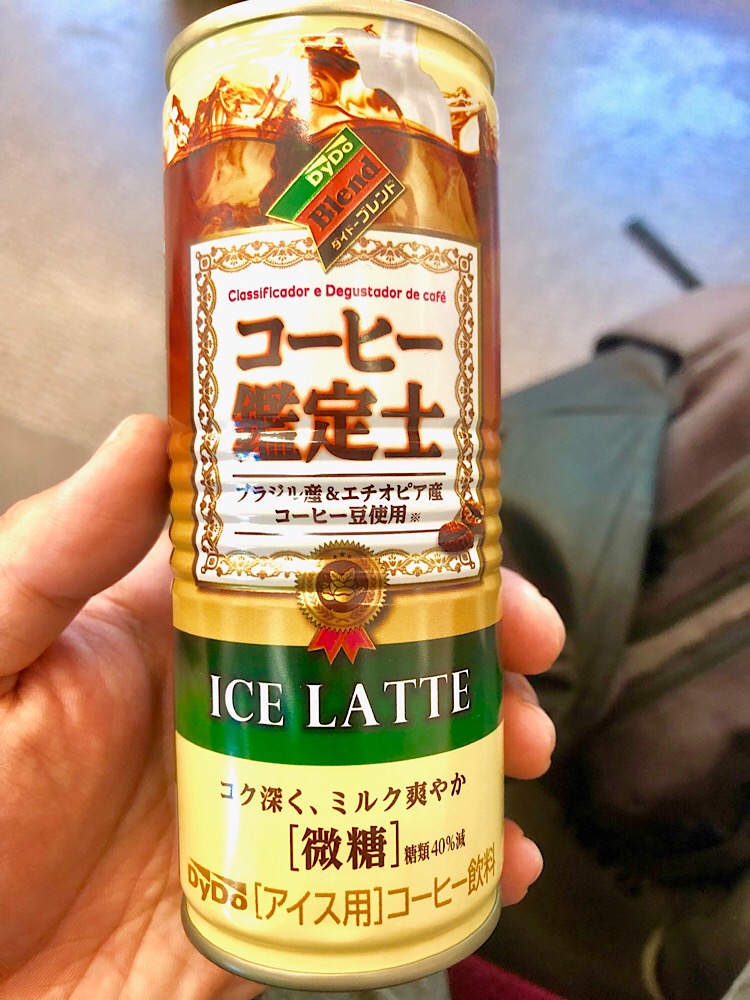 DyDo
Blend
ダイドーブレンド
Classificador e Degustador de café
コーヒー
鑑定士
ブラジル産&エチオピア産
コーヒー豆使用※
ICE LATTE
コク深く、ミルク爽やか
[微糖]糖類40%減
DyDo[アイス用]コーヒー飲料